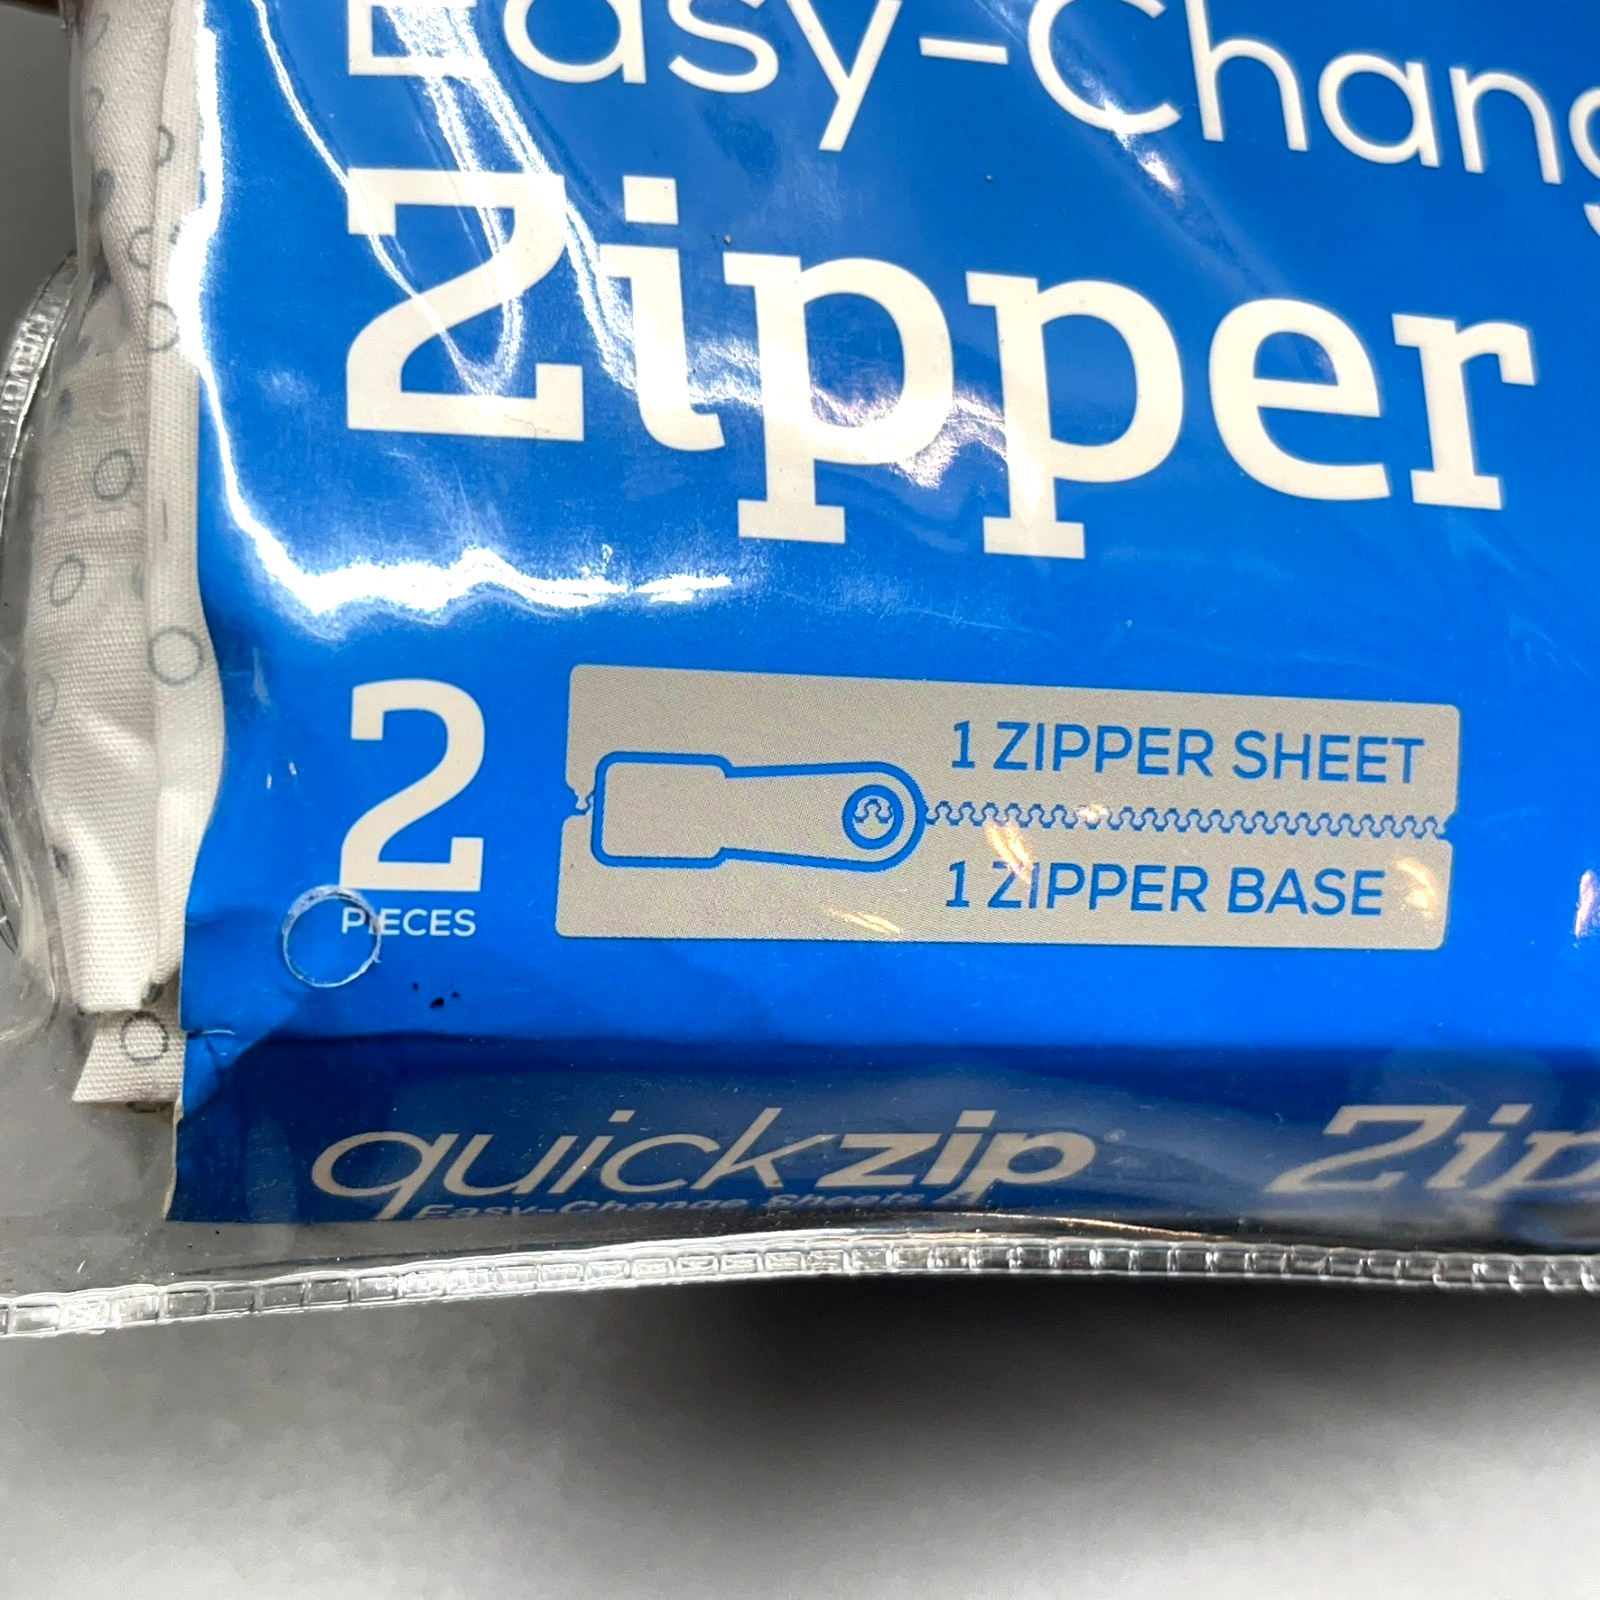 Easy-Chang
Zipper
2
PIECES
1 ZIPPER SHEET
1 ZIPPER BASE
quickzip Zip
Easy-Change Sheets